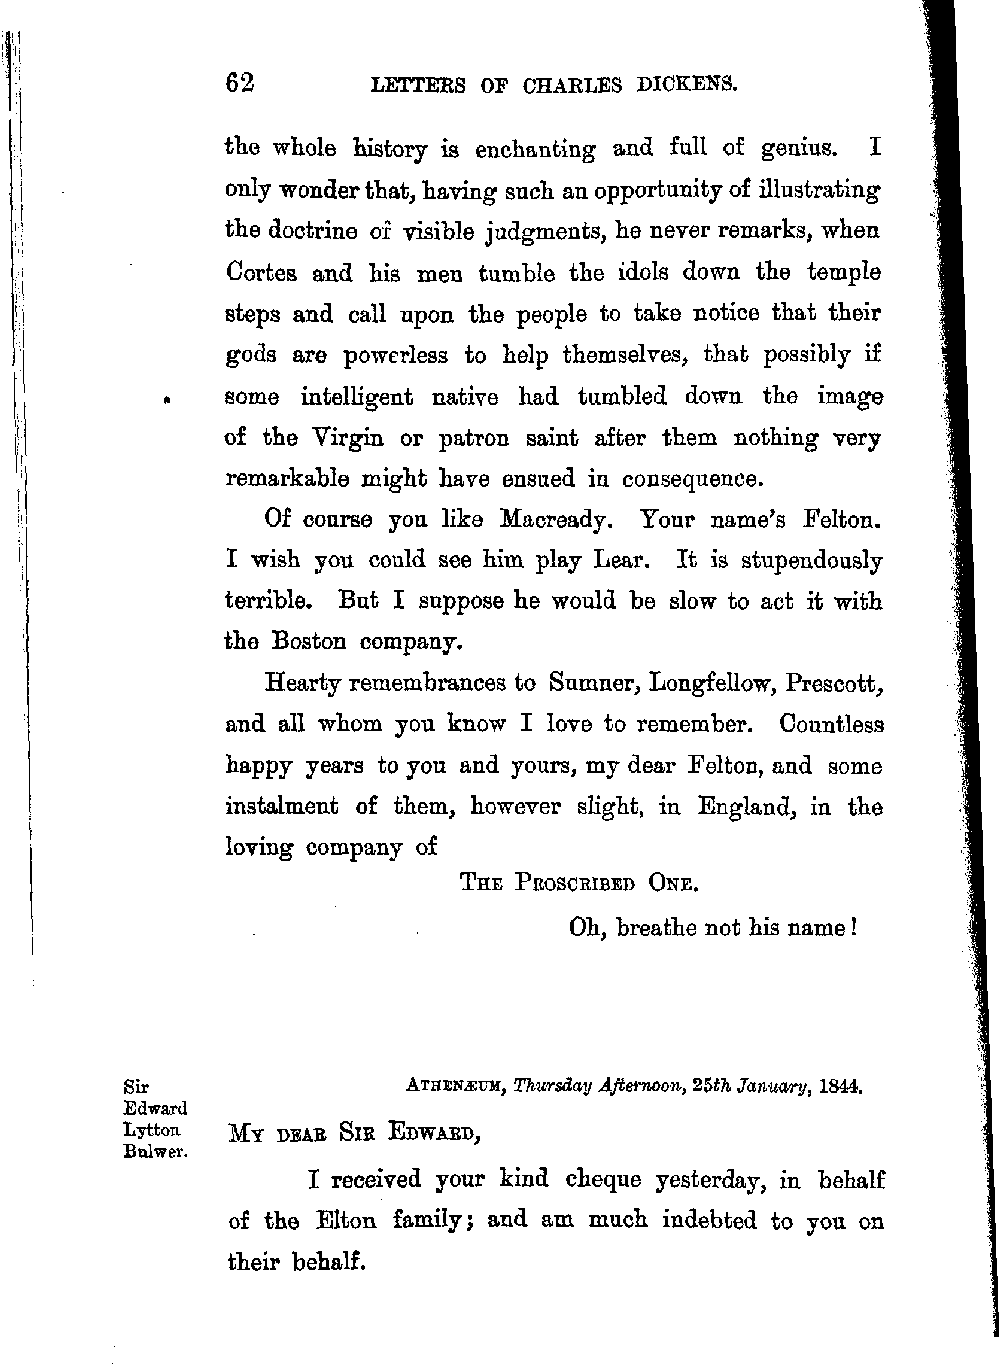 62 LETTERS OF CHARLES DICKENS.
the whole history is enchanting and full of genius. I
only wonder that, having such an opportunity of illustrating
the doctrine of visible judgments, he never remarks, when
Cortes and his men tumble the idols down the temple
steps and call upon the people to take notice that their
gods are powerless to help themselves, that possibly if
some intelligent native had tumbled down the image
of the Virgin or patron saint after them nothing very
remarkable might have ensued in consequence.
Of course you like Macready. Your name's Felton.
I wish you could see him play Lear. It is stupendously
terrible. But I suppose he would be slow to act it with
the Boston company.
Hearty remembrances to Sumner, Longfellow, Prescott,
and all whom you know I love to remember. Countless
happy years to you and yours, my dear Felton, and some
instalment of them, however slight, in England, in the
loving company of
THE PROSCRIBED ONE.
Oh, breathe not his name!
Sir
Edward
Lytton
Bulwer.
ATHENÆUM, Thursday Afternoon, 25th January, 1844.
MY DEAR SIR EDWARD,
I received your kind cheque yesterday, in behalf
of the Elton family; and am much indebted to you on
their behalf.